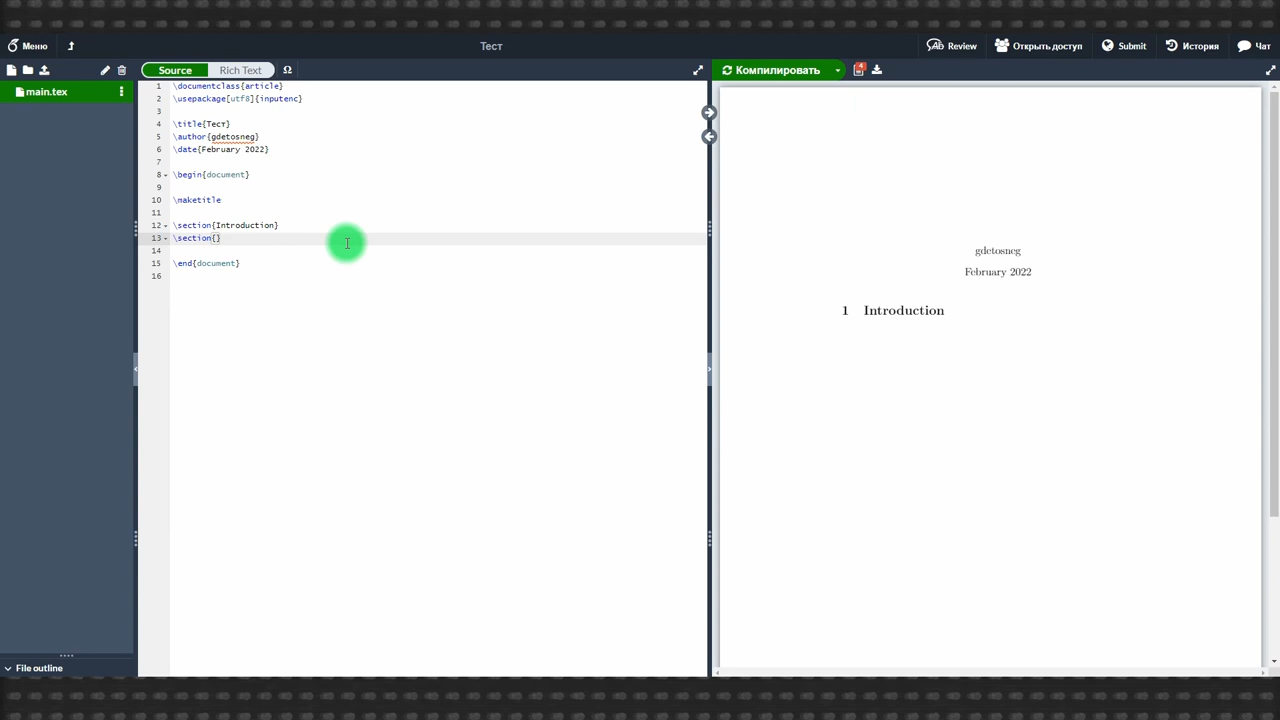 Меню
Тест
Review
Открыть доступ
Submit
История
Чат
Source
Rich Text
Ω
Компилировать
4
main.tex
1 \documentclass{article}
2 \usepackage[utf8]{inputenc}
3
4 \title{Тест}
5 \author{gdetosneg}
6 \date{February 2022}
7
8 \begin{document}
9
10 \maketitle
11
12 \section{Introduction}
13 \section{}
14
15 \end{document}
16
gdetosneg
February 2022
1 Introduction
File outline